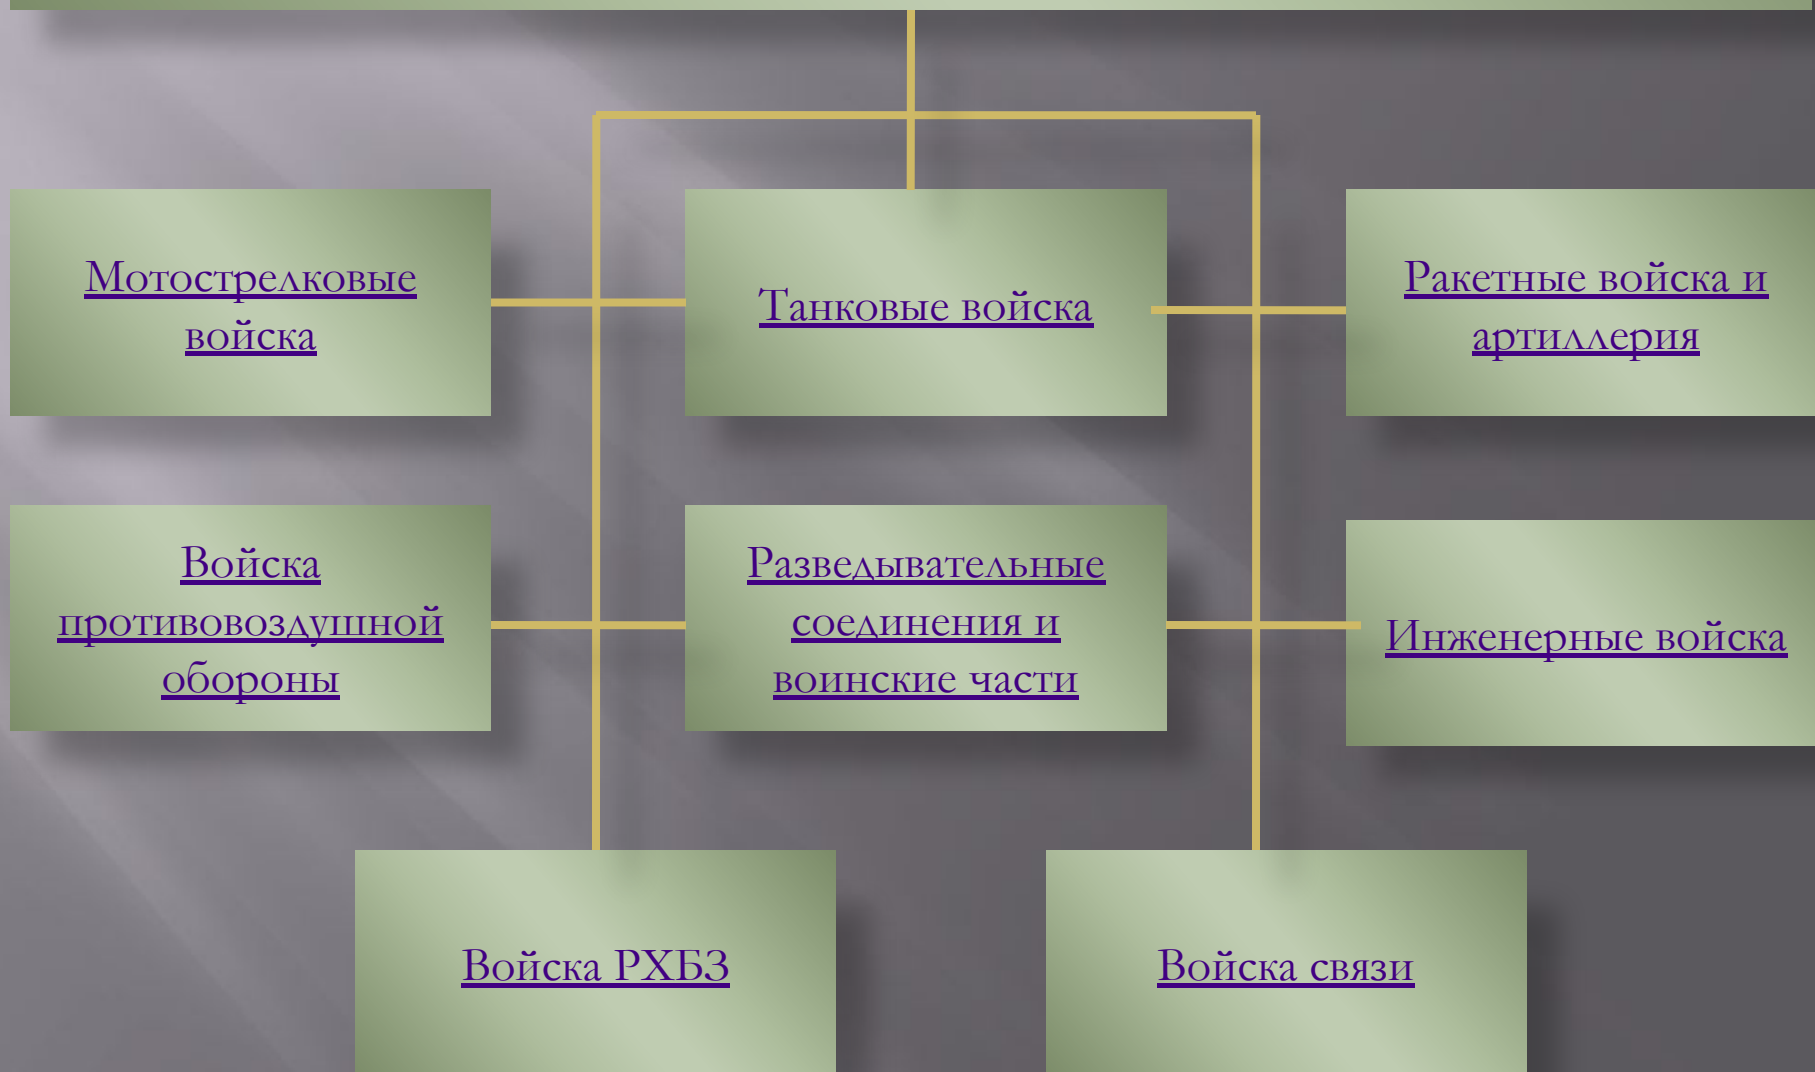 Мотострелковые
войска
Танковые войска
Ракетные войска и
артиллерия
Войска
противовоздушной
обороны
Разведывательные
соединения и
воинские части
Инженерные войска
Войска РХБЗ
Войска связи